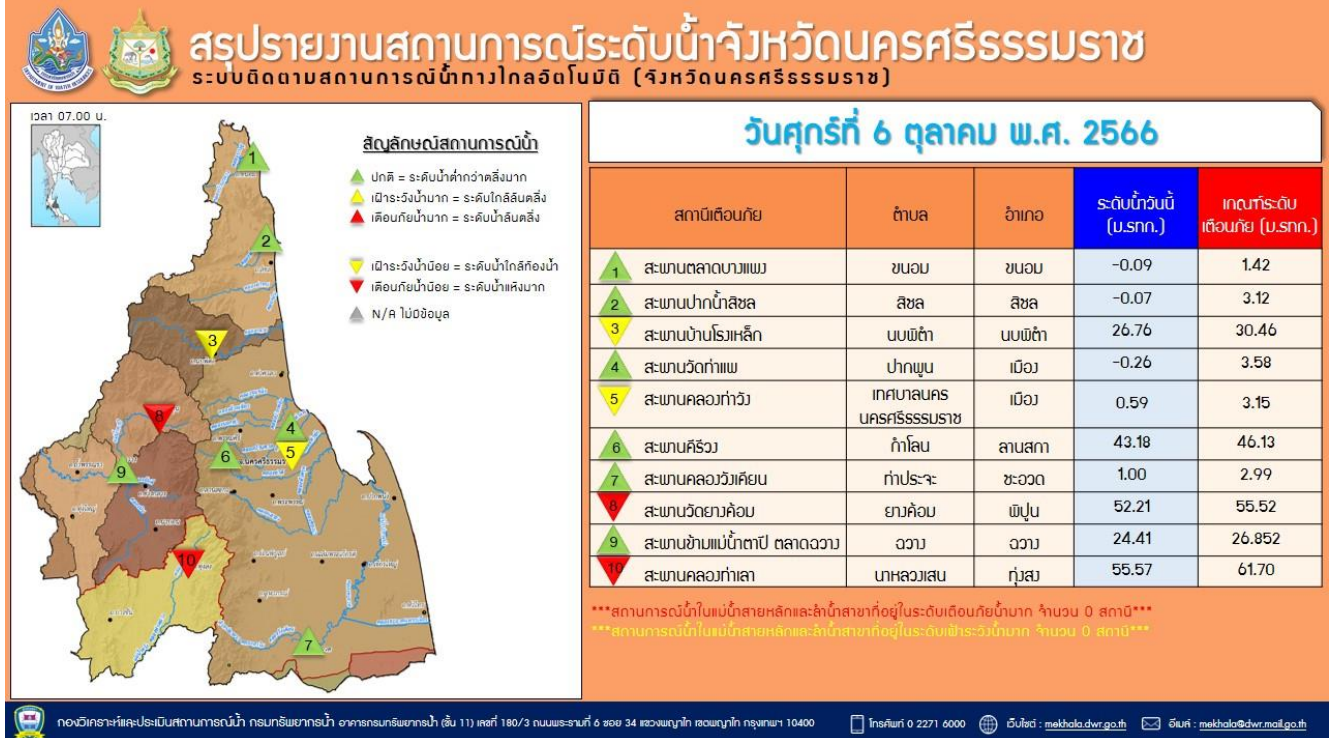 สรุปรายงานสถานการณ์ระดับน้ำจังหวัดนครศรีธรรมราช
ระบบติดตามสถานการณ์น้ำทางไกลอัตโนมัติ (จังหวัดนครศรีธรรมราช)
เวลา 07.00 น.
สัญลักษณ์สถานการณ์น้ำ
ปกติ = ระดับน้ำต่ำกว่าตลิ่งมาก
เฝ้าระวังน้ำมาก = ระดับใกล้ล้นตลิ่ง
เตือนภัยน้ำมาก = ระดับน้ำล้นตลิ่ง
เฝ้าระวังน้ำน้อย = ระดับน้ำใกล้ท้องน้ำ
เตือนภัยน้ำน้อย = ระดับน้ำแห้งมาก
N/A ไม่มีข้อมูล
1
2
3
8
4
5
6
9
10
7
วันศุกร์ที่ 6 ตุลาคม พ.ศ. 2566
สถานีเตือนภัย ตำบล อำเภอ ระดับน้ำวันนี้ (ม.รทก.) เกณฑ์ระดับเตือนภัย (ม.รทก.)
1 สะพานตลาดบางแพง ขนอม ขนอม -0.09 1.42
2 สะพานปากน้ำสิชล สิชล สิชล -0.07 3.12
3 สะพานบ้านโรงเหล็ก นบพิตำ นบพิตำ 26.76 30.46
4 สะพานวัดท่าแพ ปากพูน เมือง -0.26 3.58
5 สะพานคลองท่าวัง เทศบาลนครนครศรีธรรมราช เมือง 0.59 3.15
6 สะพานคีรีวง กำโลน ลานสกา 43.18 46.13
7 สะพานคลองวังเคียน ท่าประจะ ชะอวด 1.00 2.99
8 สะพานวัดยางค้อม ยางค้อม พิปูน 52.21 55.52
9 สะพานข้ามแม่น้ำตาปี ตลาดฉวาง ฉวาง ฉวาง 24.41 26.852
10 สะพานคลองท่าเลา นาหลวงเสน ทุ่งสง 55.57 61.70
***สถานการณ์น้ำในแม่น้ำสายหลักและลำน้ำสาขาที่อยู่ในระดับเตือนภัยน้ำมาก จำนวน 0 สถานี***
***สถานการณ์น้ำในแม่น้ำสายหลักและลำน้ำสาขาที่อยู่ในระดับเฝ้าระวังน้ำมาก จำนวน 0 สถานี***
กองวิเคราะห์และประเมินสถานการณ์น้ำ กรมทรัพยากรน้ำ อาคารกรมทรัพยากรน้ำ (ชั้น 11) เลขที่ 180/3 ถนนพระรามที่ 6 ซอย 34 แขวงพญาไท เขตพญาไท กรุงเทพฯ 10400 โทรศัพท์ 0 2271 6000 เว็บไซต์ : mekhala.dwr.go.th อีเมล์ : mekhala@dwr.mail.go.th